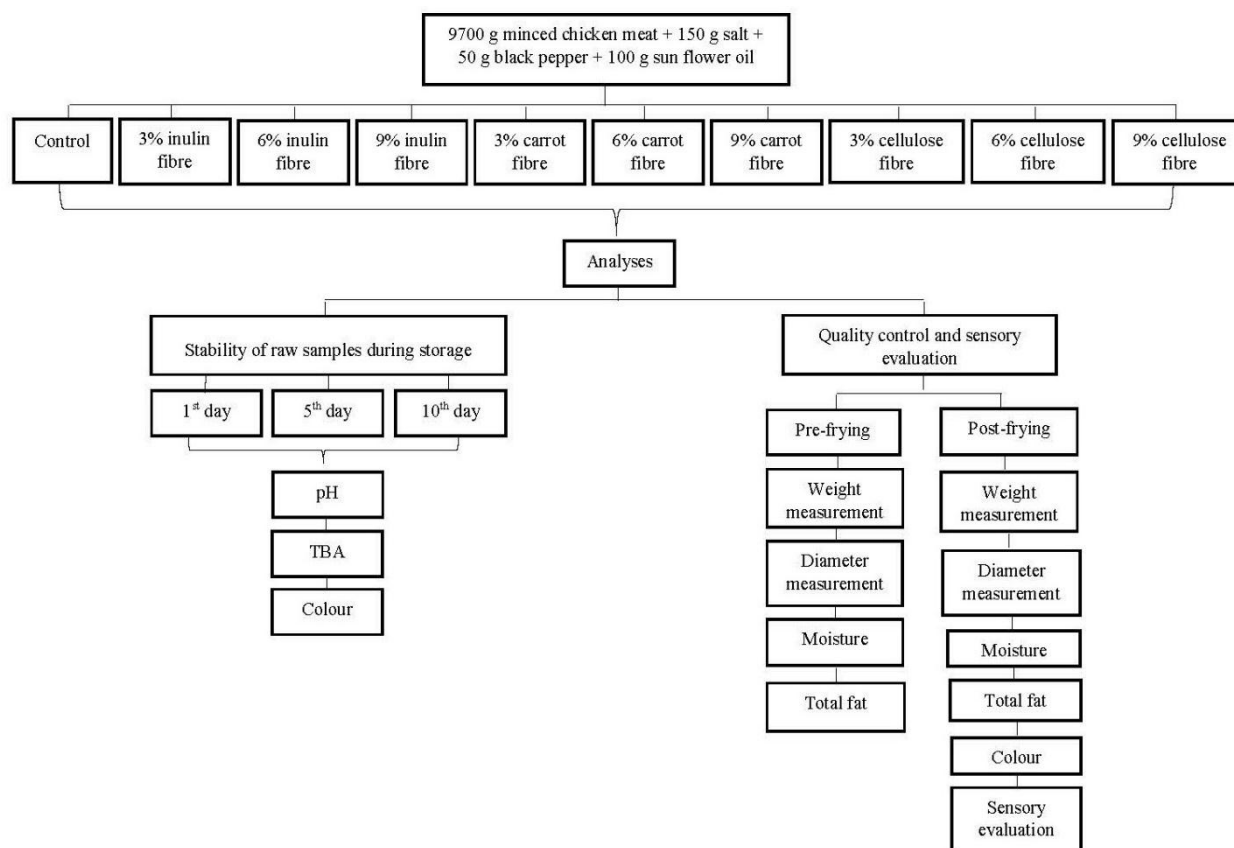 9700 g minced chicken meat + 150 g salt +
50 g black pepper + 100 g sun flower oil
Control
3% inulin
fibre
6% inulin
fibre
9% inulin
fibre
3% carrot
fibre
6% carrot
fibre
9% carrot
fibre
3% cellulose
fibre
6% cellulose
fibre
9% cellulose
fibre
Analyses
Stability of raw samples during storage
1st day
5th day
10th day
pH
TBA
Colour
Quality control and sensory
evaluation
Pre-frying
Weight
measurement
Diameter
measurement
Moisture
Total fat
Post-frying
Weight
measurement
Diameter
measurement
Moisture
Total fat
Colour
Sensory
evaluation